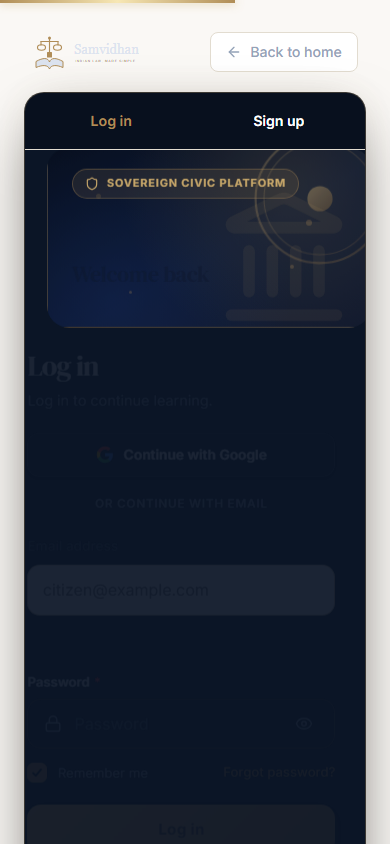 Samvidhan
INDIAN LAW, MADE SIMPLE
Back to home
Log in
Sign up
SOVEREIGN CIVIC PLATFORM
Welcome back
Log in
Log in to continue learning
Continue with Google
OR CONTINUE WITH EMAIL
citizen@example.com
Password *
Password
Remember me
Forgot password?
Log in